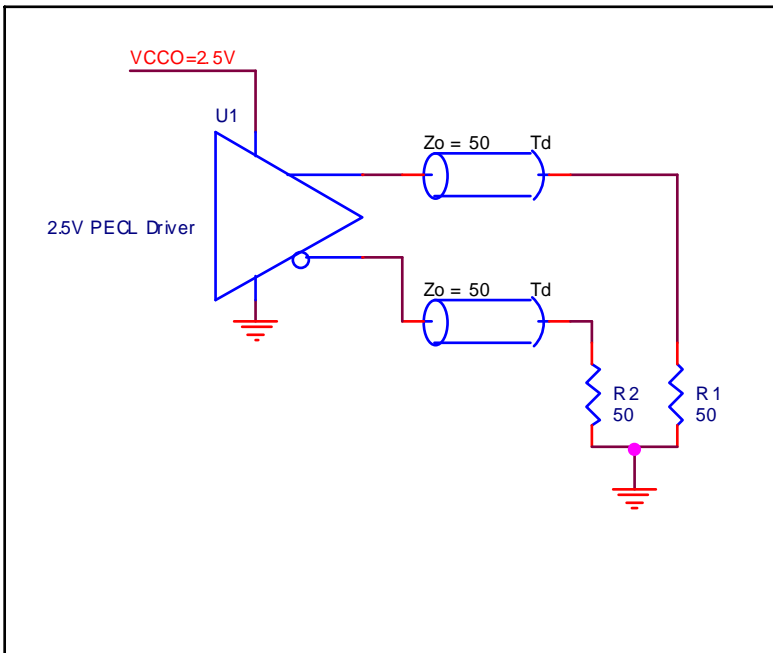 VCCO=2.5V
U1
Zo = 50 Td
2.5V PECL Driver
Zo = 50 Td
R2
50
R1
50